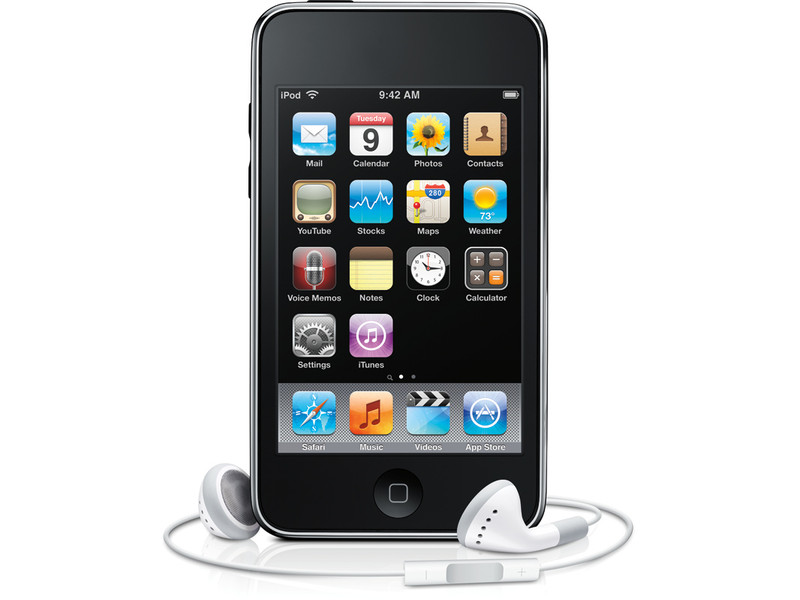 iPod 9:42 AM
Tuesday
9
280
73°
Mail Calendar Photos Contacts
YouTube Stocks Maps Weather
Voice Memos Notes Clock Calculator
Settings iTunes
Safari Music Videos App Store